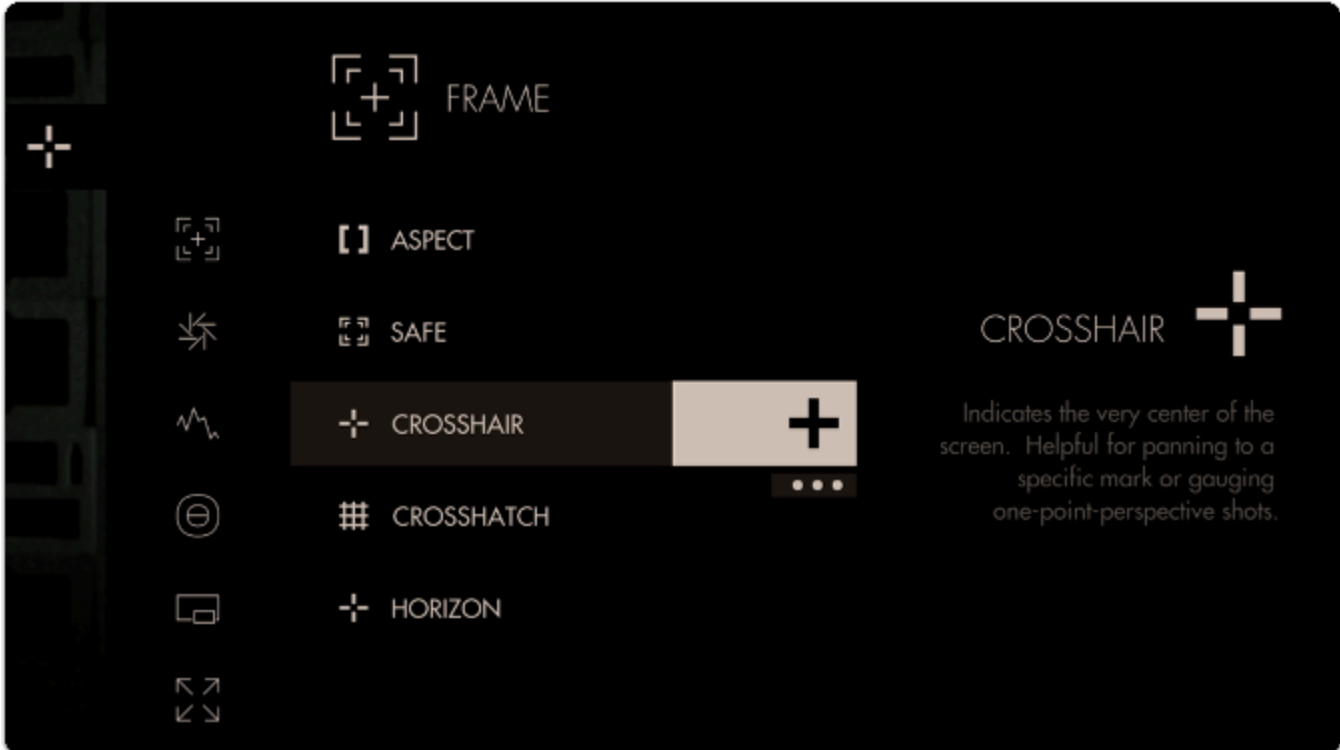 FRAME
ASPECT
SAFE
CROSSHAIR
CROSSHATCH
HORIZON
CROSSHAIR
Indicates the very center of the
screen.  Helpful for panning to a
specific mark or gauging
one-point-perspective shots.